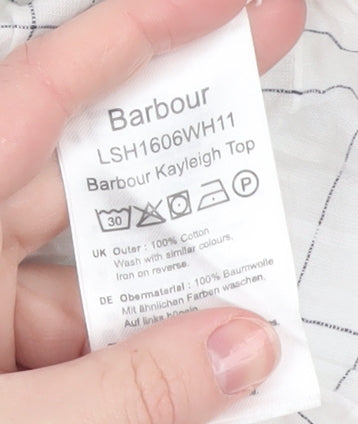 Barbour
LSH1606WH11
Barbour Kayleigh Top
30 P
UK Outer : 100% Cotton
Wash with similar colours,
Iron on reverse.
DE Obermaterial : 100% Baumwolle
Mit ähnlichen Farben waschen,
Auf links